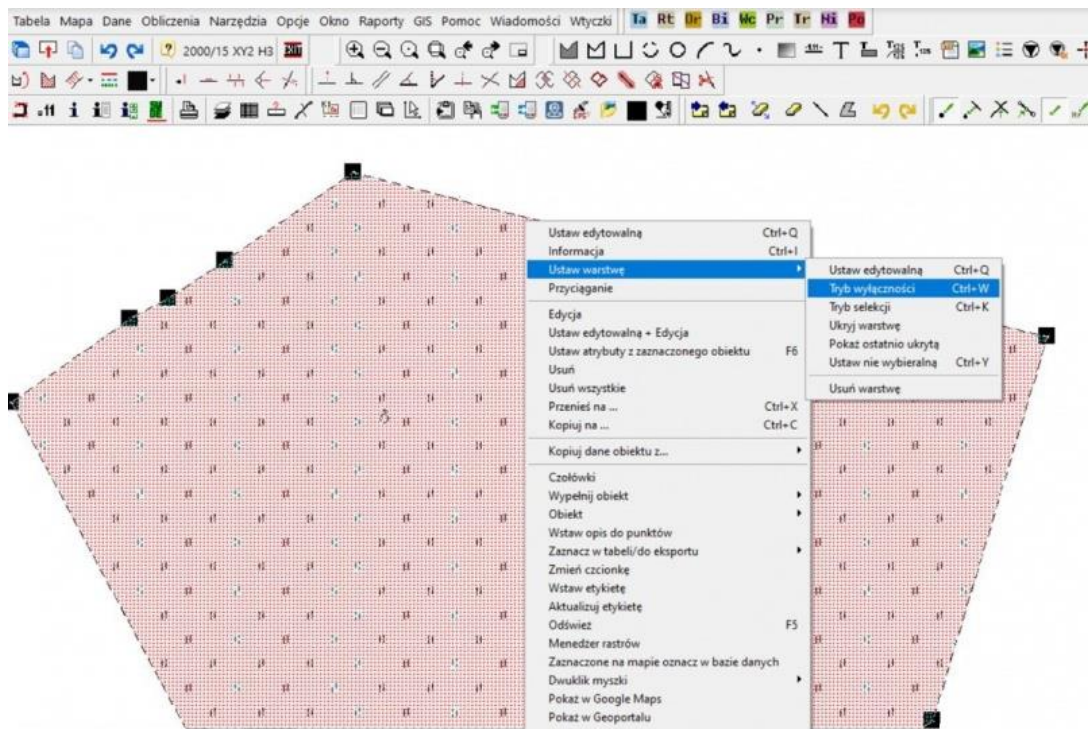 Tabela Mapa Dane Obliczenia Narzędzia Opcje Okno Raporty GIS Pomoc Wiadomości Wtyczki Ta Rt Dr Bi Wc Pr Tr Hi Po
2000/15 XY2 H3
Ustaw edytowalną Ctrl+Q
Informacja Ctrl+I
Ustaw warstwę
Przyciąganie
Edycja
Ustaw edytowalną + Edycja
Ustaw atrybuty z zaznaczonego obiektu F6
Usuń
Usuń wszystkie
Przenieś na ... Ctrl+X
Kopiuj na ... Ctrl+C
Kopiuj dane obiektu z...
Czołówki
Wypełnij obiekt
Obiekt
Wstaw opis do punktów
Zaznacz w tabeli/do eksportu
Zmień czcionkę
Wstaw etykietę
Aktualizuj etykietę
Odśwież F5
Menedżer rastrów
Zaznaczone na mapie oznacz w bazie danych
Dwuklik myszki
Pokaż w Google Maps
Pokaż w Geoportalu
Ustaw edytowalną Ctrl+Q
Tryb wyłączności Ctrl+W
Tryb selekcji Ctrl+K
Ukryj warstwę
Pokaż ostatnio ukrytą
Ustaw nie wybieralną Ctrl+Y
Usuń warstwę